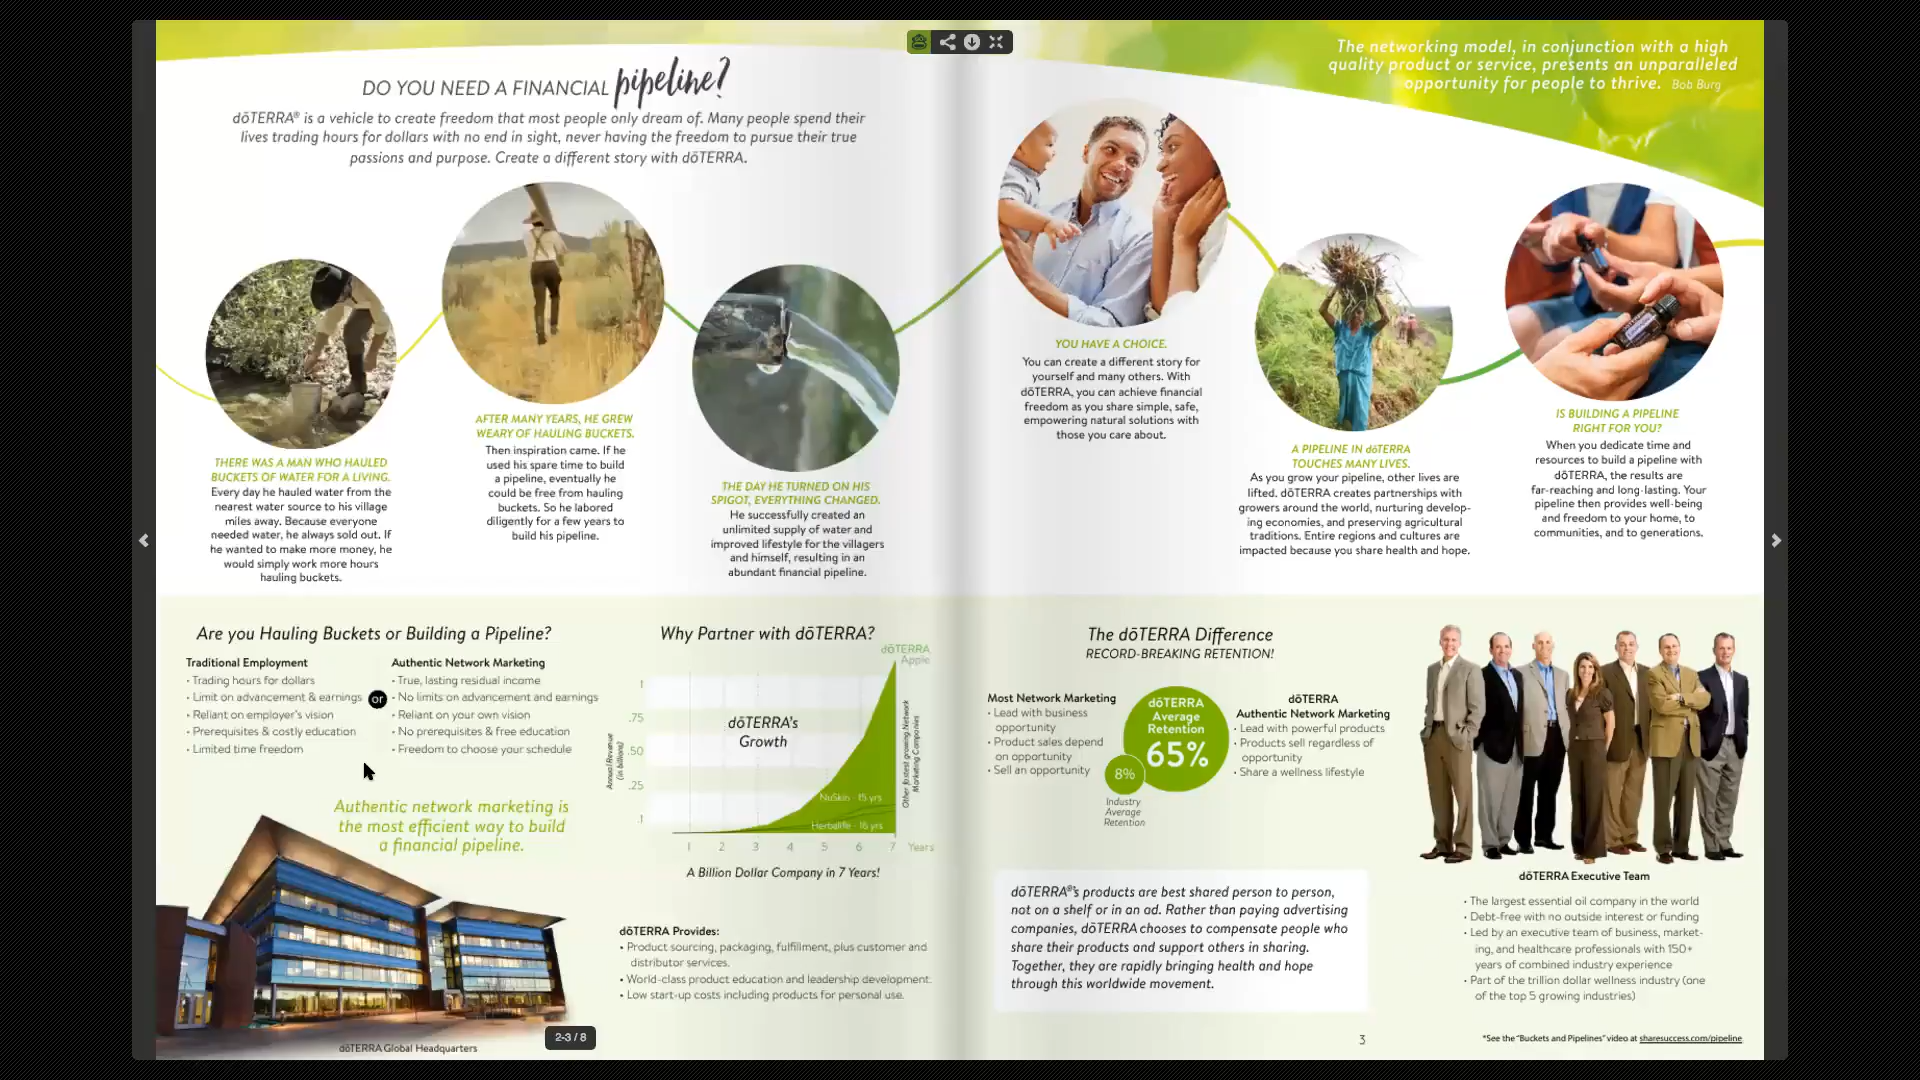 The networking model, in conjunction with a high
quality product or service, presents an unparalleled
opportunity for people to thrive. Bob Burg
DO YOU NEED A FINANCIAL pipeline?
dōTERRA® is a vehicle to create freedom that most people only dream of. Many people spend their
lives trading hours for dollars with no end in sight, never having the freedom to pursue their true
passions and purpose. Create a different story with dōTERRA.
THERE WAS A MAN WHO HAULED
BUCKETS OF WATER FOR A LIVING.
Every day he hauled water from the
nearest water source to his village
miles away. Because everyone
needed water, he always sold out. If
he wanted to make more money, he
would simply work more hours
hauling buckets.
AFTER MANY YEARS, HE GREW
WEARY OF HAULING BUCKETS.
Then inspiration came. If he
used his spare time to build
a pipeline, eventually he
could be free from hauling
buckets. So he labored
diligently for a few years to
build his pipeline.
THE DAY HE TURNED ON HIS
SPIGOT, EVERYTHING CHANGED.
He successfully created an
unlimited supply of water and
improved lifestyle for the villagers
and himself, resulting in an
abundant financial pipeline.
YOU HAVE A CHOICE.
You can create a different story for
yourself and many others. With
dōTERRA, you can achieve financial
freedom as you share simple, safe,
empowering natural solutions with
those you care about.
A PIPELINE IN dōTERRA
TOUCHES MANY LIVES.
As you grow your pipeline, other lives are
lifted. dōTERRA creates partnerships with
growers around the world, nurturing develop-
ing economies, and preserving agricultural
traditions. Entire regions and cultures are
impacted because you share health and hope.
IS BUILDING A PIPELINE
RIGHT FOR YOU?
When you dedicate time and
resources to build a pipeline with
dōTERRA, the results are
far-reaching and long-lasting. Your
pipeline then provides well-being
and freedom to your home, to
communities, and to generations.
Are you Hauling Buckets or Building a Pipeline?
Traditional Employment
· Trading hours for dollars
· Limit on advancement & earnings
· Reliant on employer's vision
· Prerequisites & costly education
· Limited time freedom
or
Authentic Network Marketing
· True, lasting residual income
· No limits on advancement and earnings
· Reliant on your own vision
· No prerequisites & free education
· Freedom to choose your schedule
Authentic network marketing is
the most efficient way to build
a financial pipeline.
dōTERRA Global Headquarters
2-3 / 8
Why Partner with dōTERRA?
dōTERRA
Apple
1
.75
.50
.25
.1
Annual Revenue
(in billions)
dōTERRA's
Growth
NuSkin - 15 yrs
Herbalife - 16 yrs
Other fastest growing Network
Marketing Companies
1 2 3 4 5 6 7 Years
A Billion Dollar Company in 7 Years!
dōTERRA Provides:
• Product sourcing, packaging, fulfillment, plus customer and
distributor services.
• World-class product education and leadership development.
• Low start-up costs including products for personal use.
The dōTERRA Difference
RECORD-BREAKING RETENTION!
Most Network Marketing
· Lead with business
opportunity
· Product sales depend
on opportunity
· Sell an opportunity
dōTERRA
Average
Retention
65%
8%
Industry
Average
Retention
dōTERRA
Authentic Network Marketing
· Lead with powerful products
· Products sell regardless of
opportunity
· Share a wellness lifestyle
dōTERRA®'s products are best shared person to person,
not on a shelf or in an ad. Rather than paying advertising
companies, dōTERRA chooses to compensate people who
share their products and support others in sharing.
Together, they are rapidly bringing health and hope
through this worldwide movement.
dōTERRA Executive Team
· The largest essential oil company in the world
· Debt-free with no outside interest or funding
· Led by an executive team of business, market-
ing, and healthcare professionals with 150+
years of combined industry experience
· Part of the trillion dollar wellness industry (one
of the top 5 growing industries)
3
*See the "Buckets and Pipelines" video at sharesuccess.com/pipeline